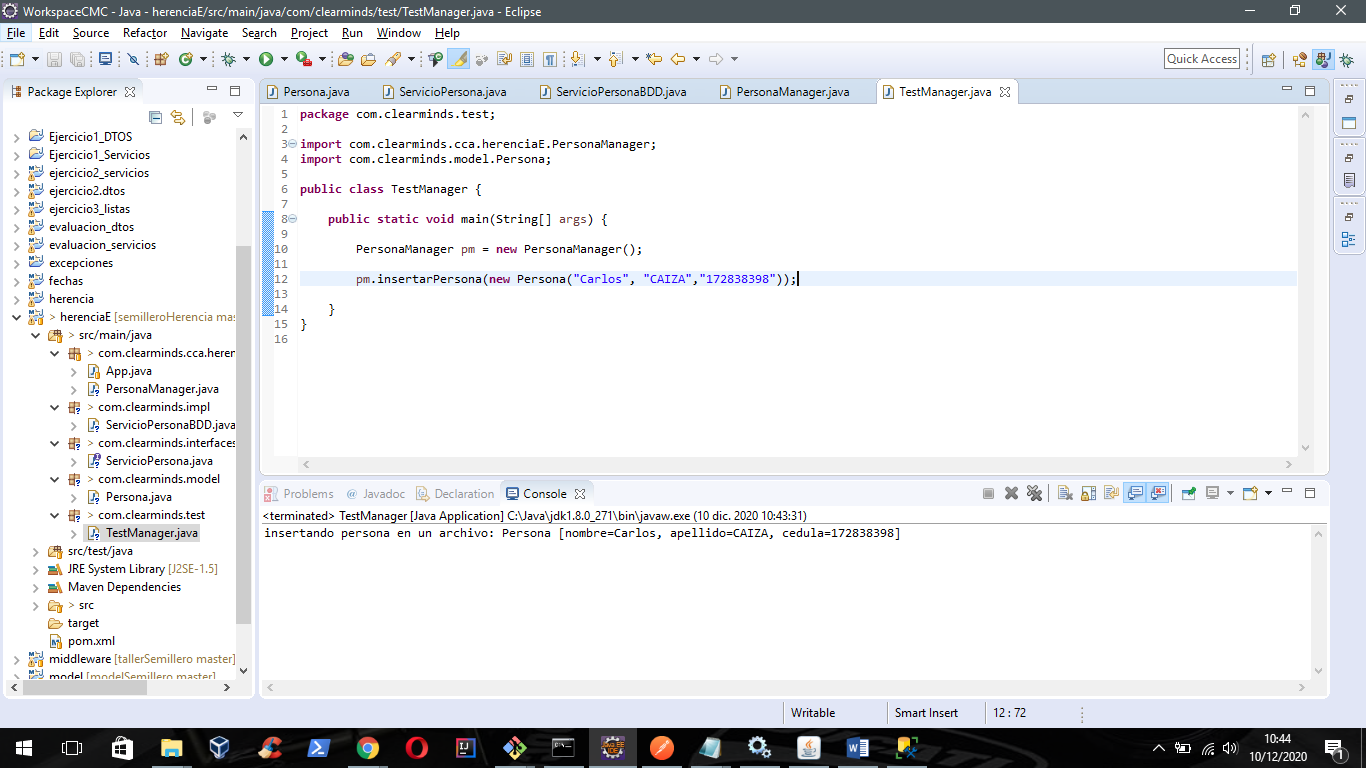 WorkspaceCMC - Java - herenciaE/src/main/java/com/clearminds/test/TestManager.java - Eclipse
File Edit Source Refactor Navigate Search Project Run Window Help
Quick Access
Package Explorer
Ejercicio1_DTOS
Ejercicio1_Servicios
ejercicio2_servicios
ejercicio2.dtos
ejercicio3_listas
evaluacion_dtos
evaluacion_servicios
excepciones
fechas
herencia
> herenciaE [semilleroHerencia mas
> src/main/java
> com.clearminds.cca.heren
App.java
PersonaManager.java
> com.clearminds.impl
ServicioPersonaBDD.java
> com.clearminds.interfaces
ServicioPersona.java
> com.clearminds.model
Persona.java
> com.clearminds.test
TestManager.java
src/test/java
JRE System Library [J2SE-1.5]
Maven Dependencies
> src
target
pom.xml
middleware [tallerSemillero master]
model [modelSemillero master]
Persona.java ServicioPersona.java ServicioPersonaBDD.java PersonaManager.java TestManager.java
1 package com.clearminds.test;
2
3 import com.clearminds.cca.herenciaE.PersonaManager;
4 import com.clearminds.model.Persona;
5
6 public class TestManager {
7
8 public static void main(String[] args) {
9
10 PersonaManager pm = new PersonaManager();
11
12 pm.insertarPersona(new Persona("Carlos", "CAIZA","172838398"));
13
14 }
15 }
16
Problems @ Javadoc Declaration Console
<terminated> TestManager [Java Application] C:\Java\jdk1.8.0_271\bin\javaw.exe (10 dic. 2020 10:43:31)
insertando persona en un archivo: Persona [nombre=Carlos, apellido=CAIZA, cedula=172838398]
Writable Smart Insert 12 : 72
10:44
10/12/2020
1